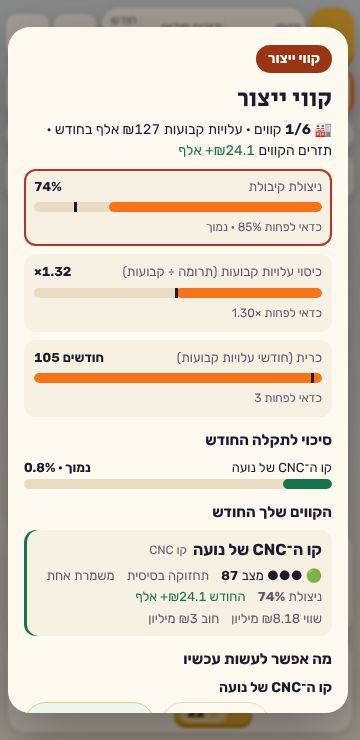 קווי ייצור
קווי ייצור
🏭 1/6 קווים · עלויות קבועות ₪127 אלף בחודש ·
תזרים הקווים ₪24.1+ אלף
ניצולת קיבולת 74%
כדאי לפחות 85% · נמוך
כיסוי עלויות קבועות (תרומה ÷ קבועות) ×1.32
כדאי לפחות ×1.30
כרית (חודשי עלויות קבועות) 105 חודשים
כדאי לפחות 3
סיכוי לתקלה החודש
קו ה־CNC של נועה נמוך · 0.8%
הקווים שלך החודש
קו ה־CNC של נועה קו CNC
🟢 ●●● מצב 87 תחזוקה בסיסית משמרת אחת
ניצולת 74% החודש ₪24.1+ אלף
שווי ₪8.18 מיליון חוב ₪3 מיליון
מה אפשר לעשות עכשיו
קו ה־CNC של נועה